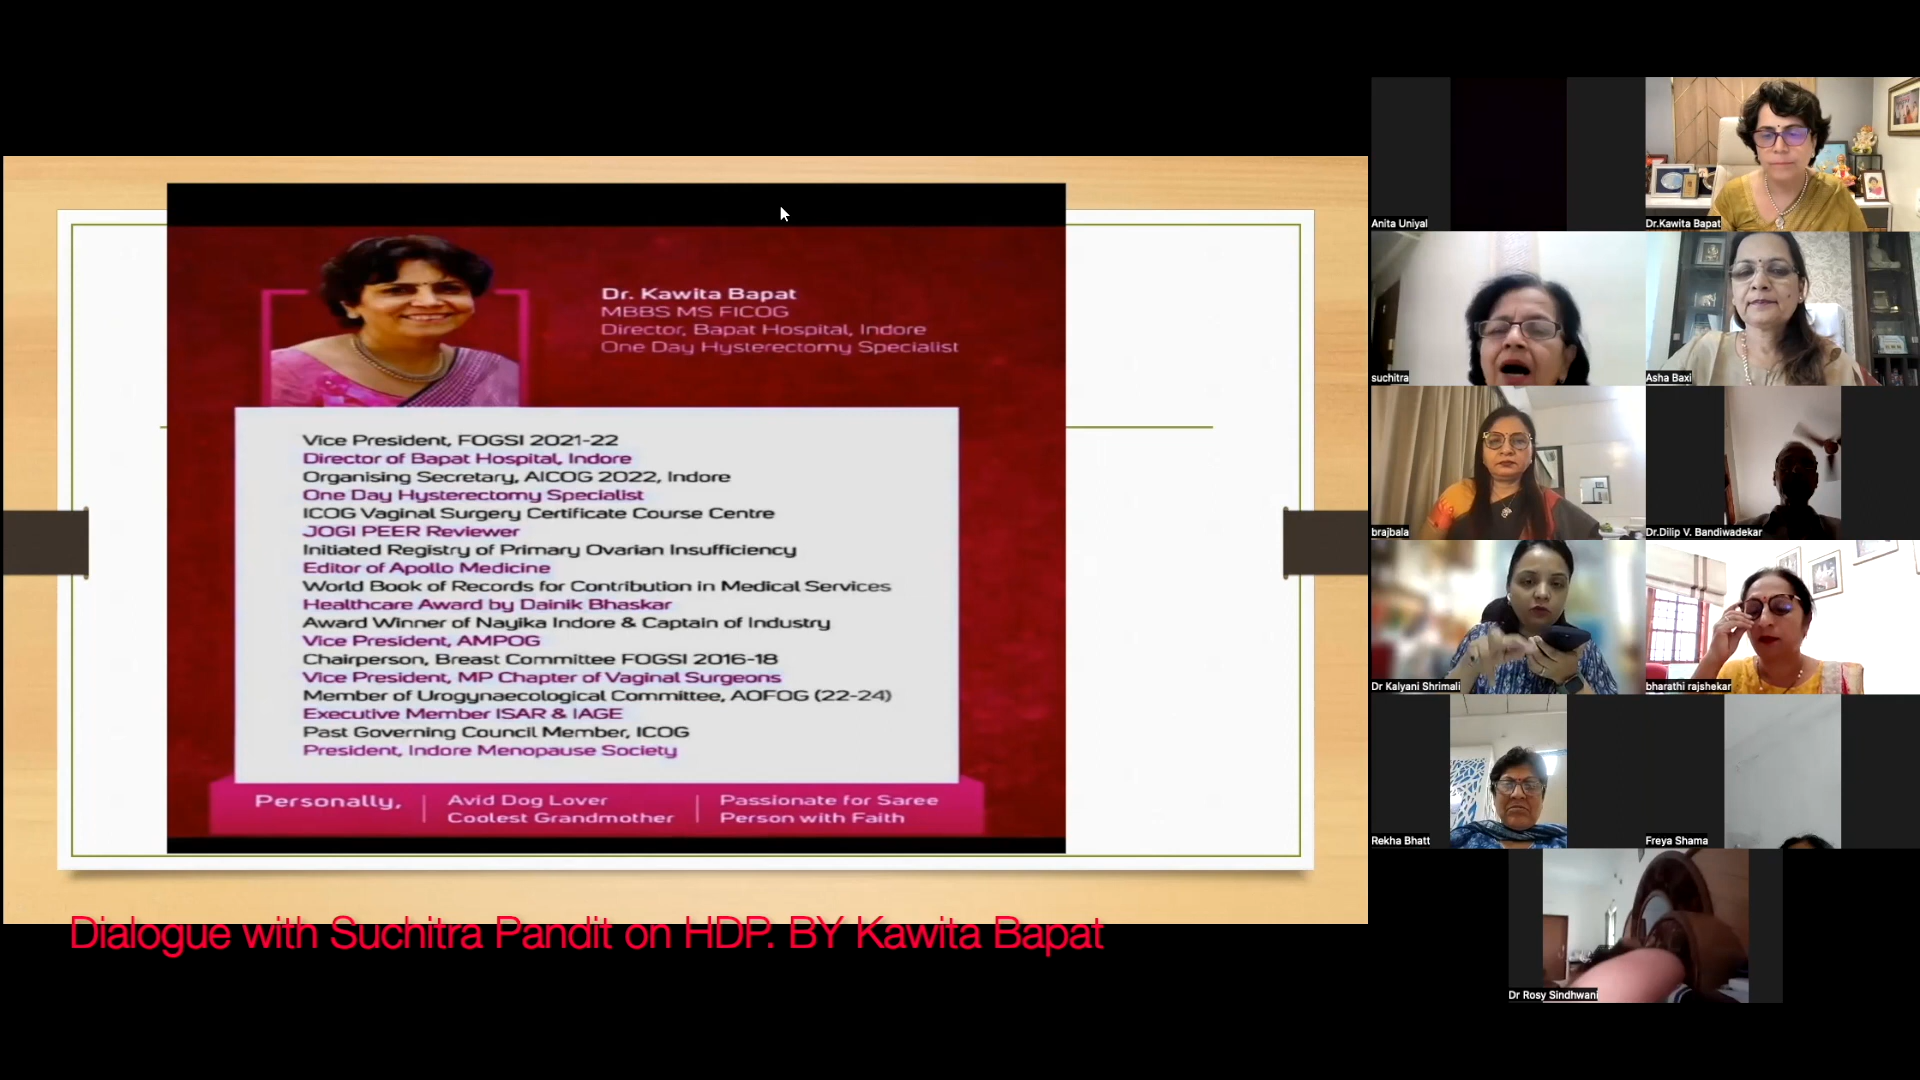 Dr. Kawita Bapat
MBBS MS FICOG
Director, Bapat Hospital, Indore
One Day Hysterectomy Specialist
Vice President, FOGSI 2021-22
Director of Bapat Hospital, Indore
Organising Secretary, AICOG 2022, Indore
One Day Hysterectomy Specialist
ICOG Vaginal Surgery Certificate Course Centre
JOGI PEER Reviewer
Initiated Registry of Primary Ovarian Insufficiency
Editor of Apollo Medicine
World Book of Records for Contribution in Medical Services
Healthcare Award by Dainik Bhaskar
Award Winner of Nayika Indore & Captain of Industry
Vice President, AMPOG
Chairperson, Breast Committee FOGSI 2016-18
Vice President, MP Chapter of Vaginal Surgeons
Member of Urogynaecological Committee, AOFOG (22-24)
Executive Member ISAR & IAGE
Past Governing Council Member, ICOG
President, Indore Menopause Society
Personally,
Avid Dog Lover
Coolest Grandmother
Passionate for Saree
Person with Faith
Dialogue with Suchitra Pandit on HDP. BY Kawita Bapat
Anita Uniyal
Dr.Kawita Bapat
suchitra
Asha Baxi
brajbala
Dr.Dilip V. Bandiwadekar
Dr Kalyani Shrimali
bharathi rajshekar
Rekha Bhatt
Freya Shama
Dr Rosy Sindhwani